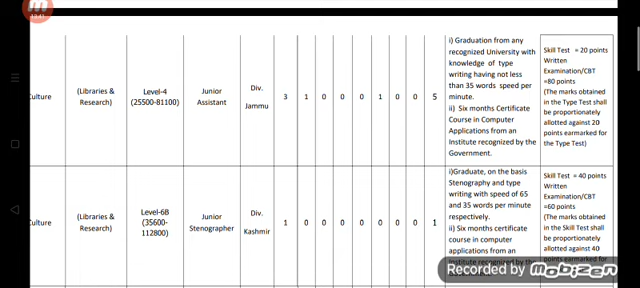 Culture
(Libraries &
Research)
Level-4
(25500-81100)
Junior
Assistant
Div.
Jammu
3 1 0 0 0 1 0 0 5
i) Graduation from any
recognized University with
knowledge of type
writing having not less
than 35 words speed per
minute.
ii) Six months Certificate
Course in Computer
Applications from an
Institute recognized by the
Government.
Skill Test = 20 points
Written
Examination/CBT
=80 points
(The marks obtained
in the Type Test shall
be proportionately
allotted against 20
points earmarked for
the Type Test)
Culture
(Libraries &
Research)
Level-6B
(35600-
112800)
Junior
Stenographer
Div.
Kashmir
1 0 0 0 0 0 0 0 1
i)Graduate, on the basis
Stenography and type
writing with speed of 65
and 35 words per minute
respectively.
ii) Six months certificate
course in computer
applications from an
Institute recognized by the
Skill Test = 40 points
Written
Examination/CBT
=60 points
(The marks obtained
in the Skill Test shall
be proportionately
allotted against 40
points earmarked for
Recorded by mobizen